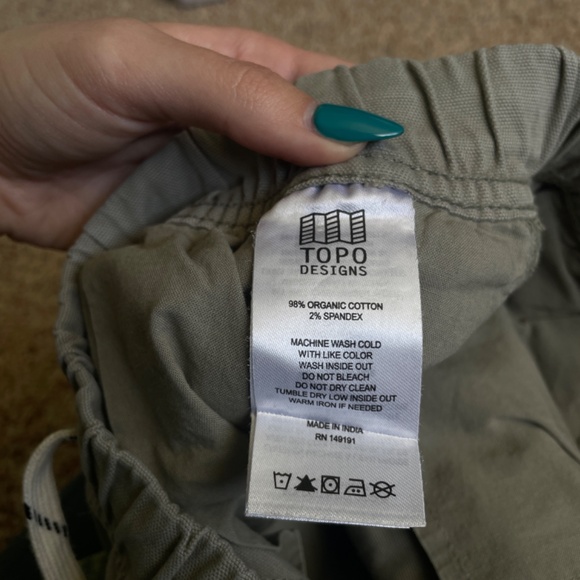 TOPO
DESIGNS
98% ORGANIC COTTON
2% SPANDEX
MACHINE WASH COLD
WITH LIKE COLOR
WASH INSIDE OUT
DO NOT BLEACH
DO NOT DRY CLEAN
TUMBLE DRY LOW INSIDE OUT
WARM IRON IF NEEDED
MADE IN INDIA
RN 149191